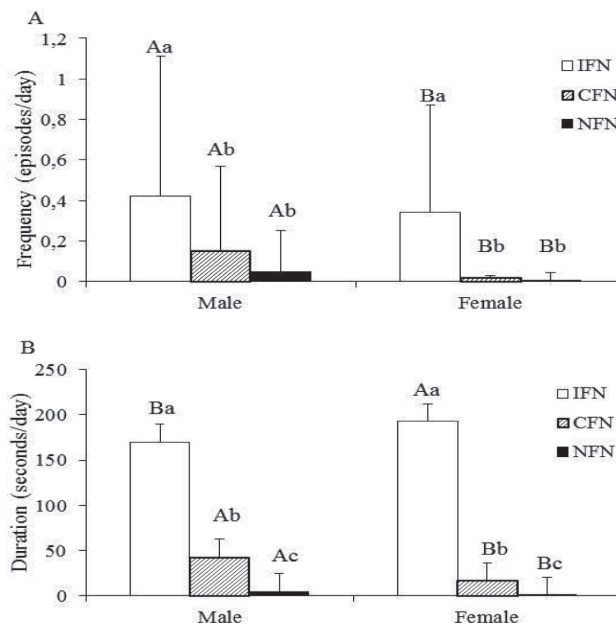 A
1,2
1
0,8
0,6
0,4
0,2
0
Frequency (episodes/day)
Aa
Ab
Ab
Ba
Bb
Bb
Male
Female
IFN
CFN
NFN
B
250
200
150
100
50
0
Duration (seconds/day)
Ba
Ab
Ac
Aa
Bb
Bc
Male
Female
IFN
CFN
NFN